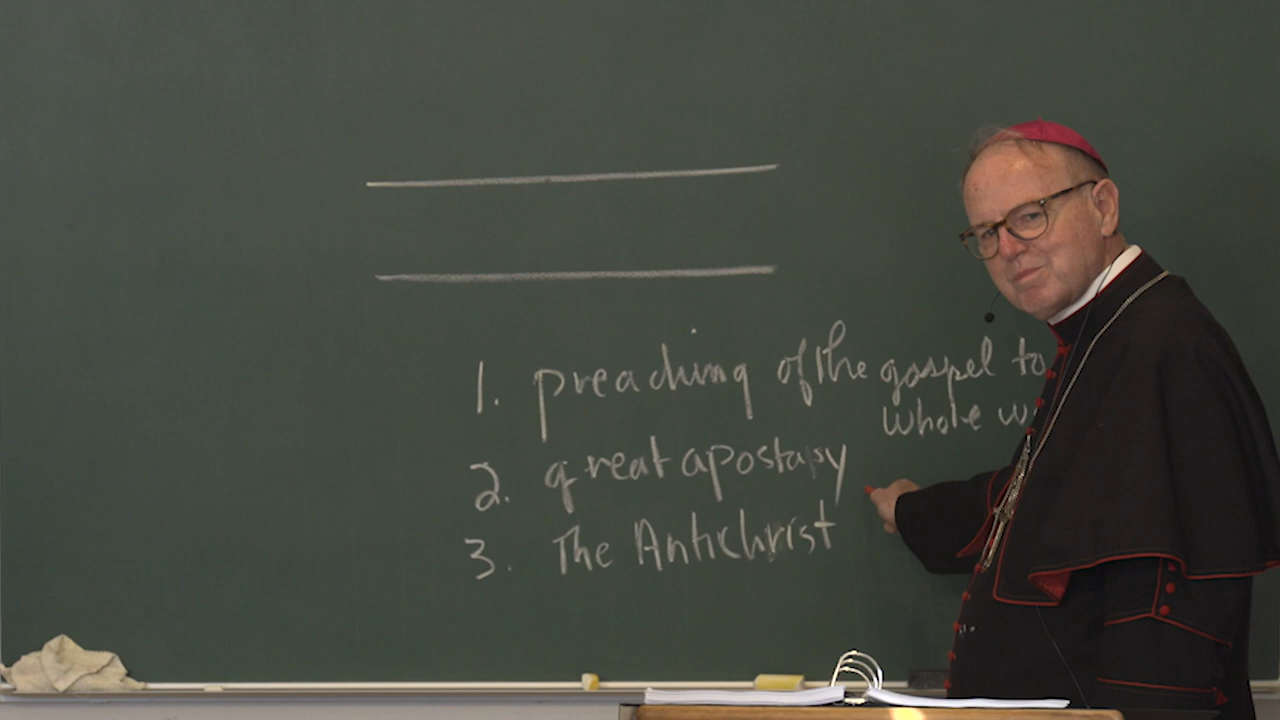 1. preaching of the gospel to
whole
2. great apostasy
3. The Antichrist